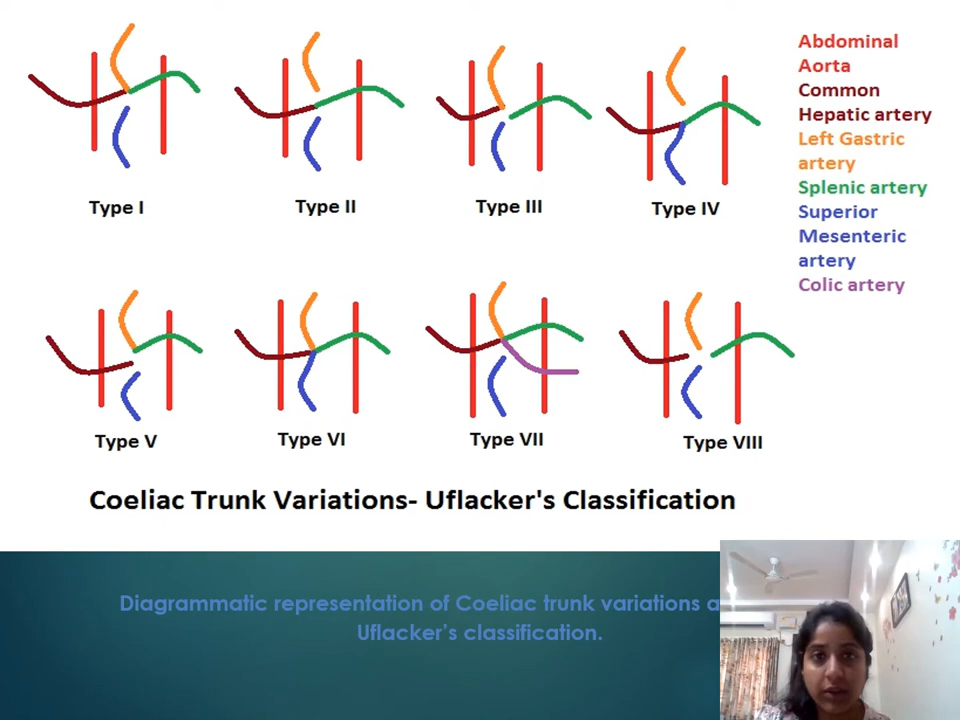 Abdominal
Aorta
Common
Hepatic artery
Left Gastric
artery
Splenic artery
Superior
Mesenteric
artery
Colic artery
Type I
Type II
Type III
Type IV
Type V
Type VI
Type VII
Type VIII
Coeliac Trunk Variations- Uflacker's Classification
Diagrammatic representation of Coeliac trunk variations
Uflacker's classification.